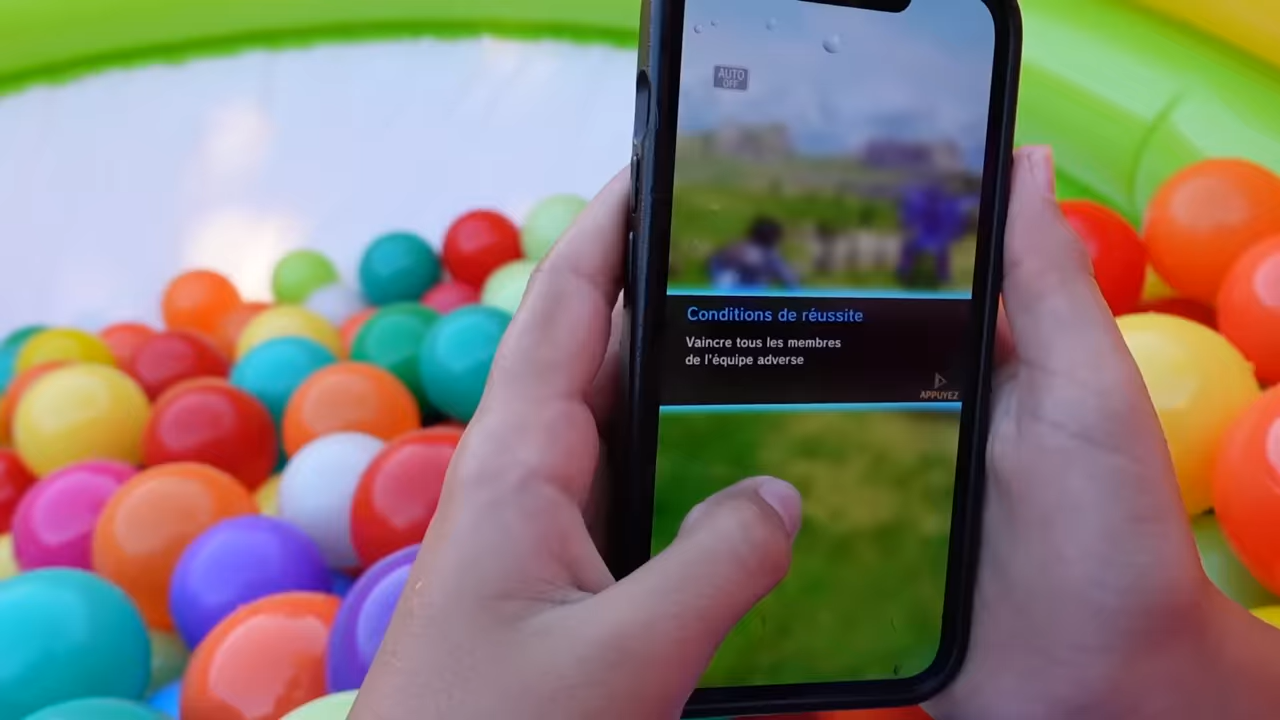 AUTO
OFF
Conditions de réussite
Vaincre tous les membres
de l'équipe adverse
APPUYEZ